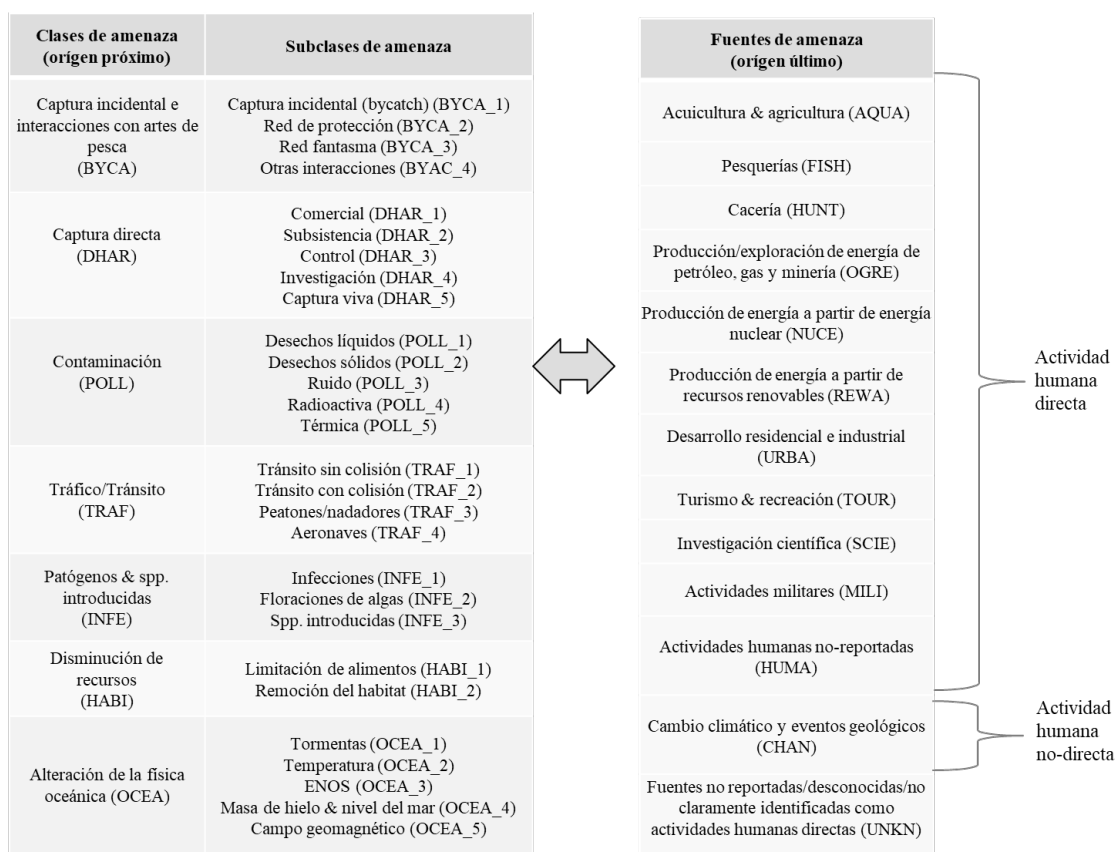 Clases de amenaza
(orígen próximo)
Subclases de amenaza
Captura incidental e
interacciones con artes de
pesca
(BYCA)
Captura incidental (bycatch) (BYCA_1)
Red de protección (BYCA_2)
Red fantasma (BYCA_3)
Otras interacciones (BYAC_4)
Captura directa
(DHAR)
Comercial (DHAR_1)
Subsistencia (DHAR_2)
Control (DHAR_3)
Investigación (DHAR_4)
Captura viva (DHAR_5)
Contaminación
(POLL)
Desechos líquidos (POLL_1)
Desechos sólidos (POLL_2)
Ruido (POLL_3)
Radioactiva (POLL_4)
Térmica (POLL_5)
Tráfico/Tránsito
(TRAF)
Tránsito sin colisión (TRAF_1)
Tránsito con colisión (TRAF_2)
Peatones/nadadores (TRAF_3)
Aeronaves (TRAF_4)
Patógenos & spp.
introducidas
(INFE)
Infecciones (INFE_1)
Floraciones de algas (INFE_2)
Spp. introducidas (INFE_3)
Disminución de
recursos
(HABI)
Limitación de alimentos (HABI_1)
Remoción del habitat (HABI_2)
Alteración de la física
oceánica (OCEA)
Tormentas (OCEA_1)
Temperatura (OCEA_2)
ENOS (OCEA_3)
Masa de hielo & nivel del mar (OCEA_4)
Campo geomagnético (OCEA_5)
Fuentes de amenaza
(orígen último)
Acuicultura & agricultura (AQUA)
Pesquerías (FISH)
Cacería (HUNT)
Producción/exploración de energía de
petróleo, gas y minería (OGRE)
Producción de energía a partir de energía
nuclear (NUCE)
Producción de energía a partir de
recursos renovables (REWA)
Desarrollo residencial e industrial
(URBA)
Turismo & recreación (TOUR)
Investigación científica (SCIE)
Actividades militares (MILI)
Actividades humanas no-reportadas
(HUMA)
Cambio climático y eventos geológicos
(CHAN)
Fuentes no reportadas/desconocidas/no
claramente identificadas como
actividades humanas directas (UNKN)
Actividad
humana
directa
Actividad
humana
no-directa